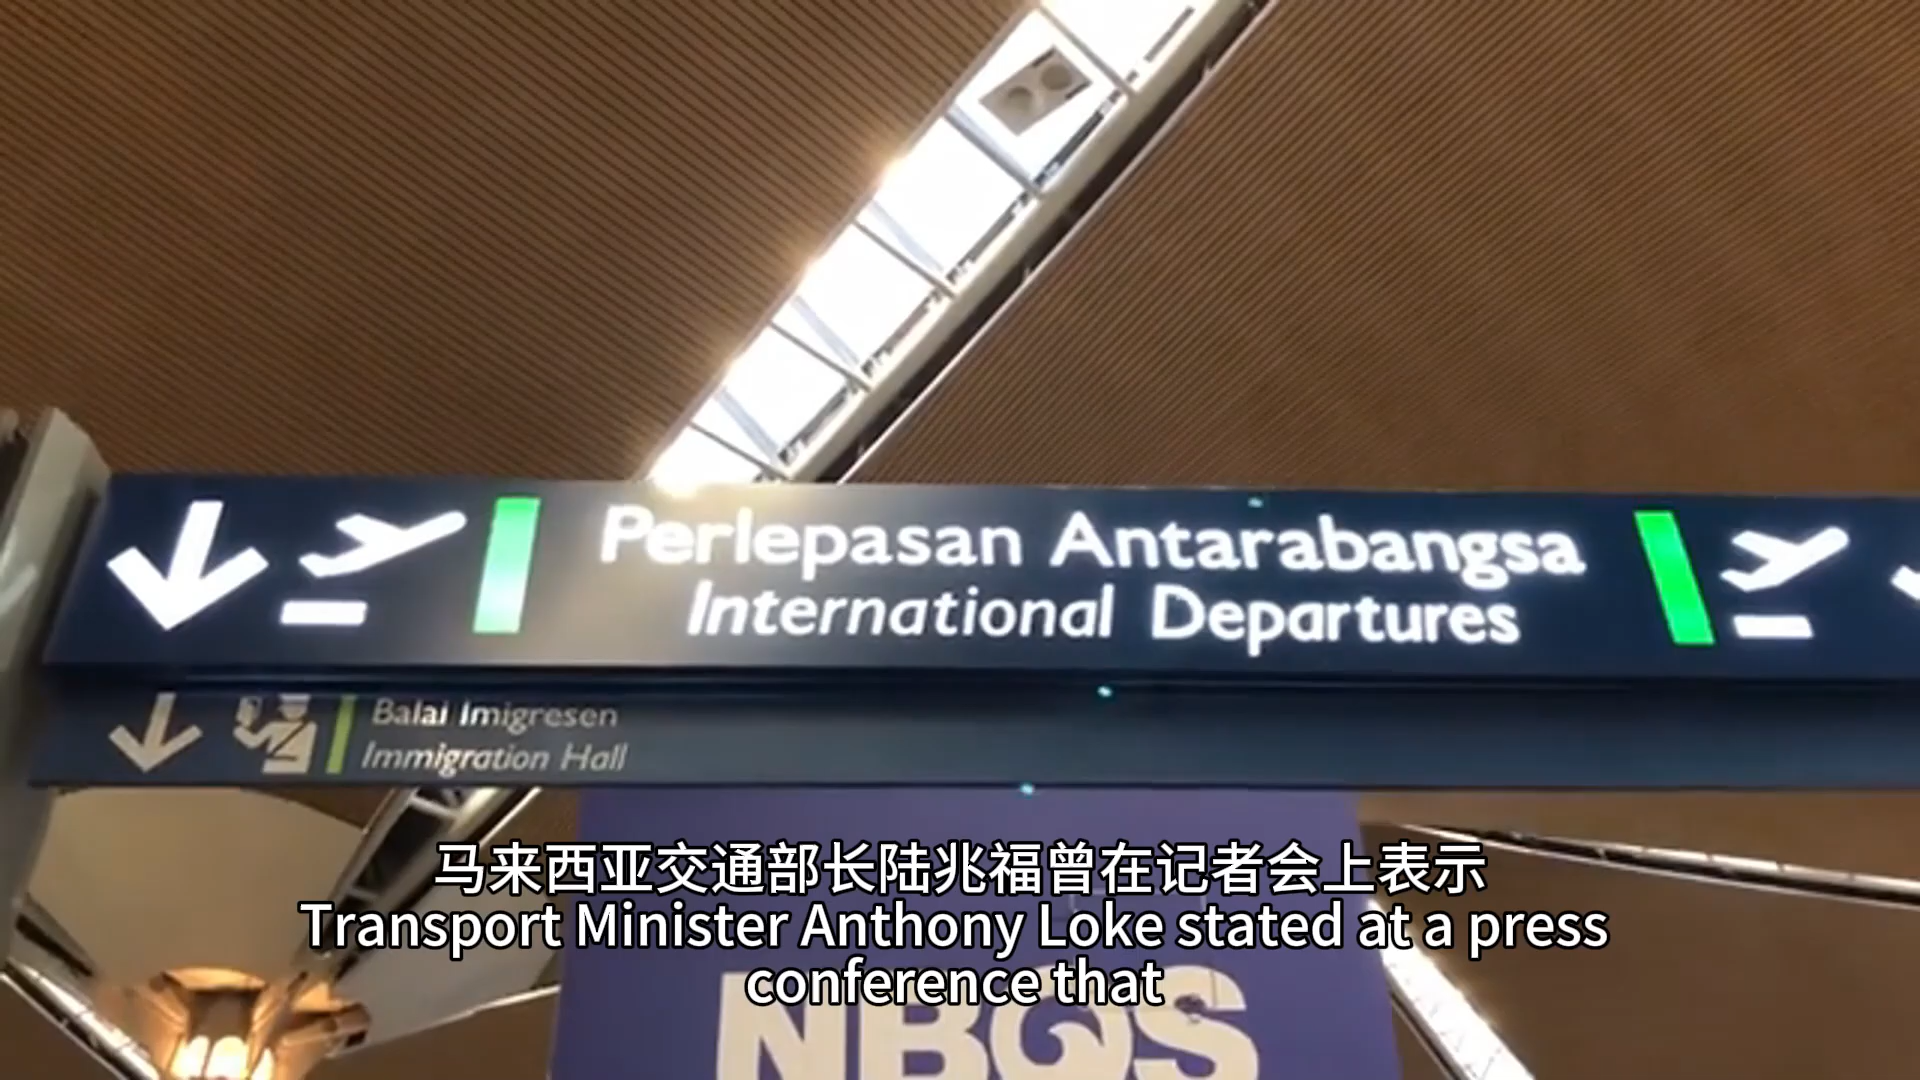 Perlepasan Antarabangsa
International Departures
Balai Imigresen
Immigration Hall
马来西亚交通部长陆兆福曾在记者会上表示
Transport Minister Anthony Loke stated at a press
conference that
NBOS